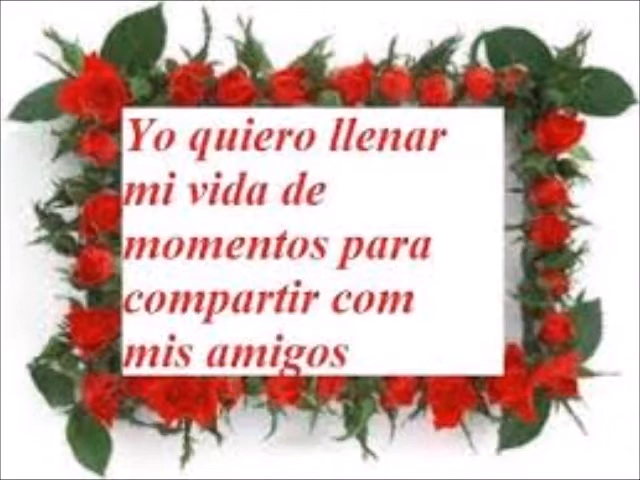 Yo quiero llenar
mi vida de
momentos para
compartir com
mis amigos